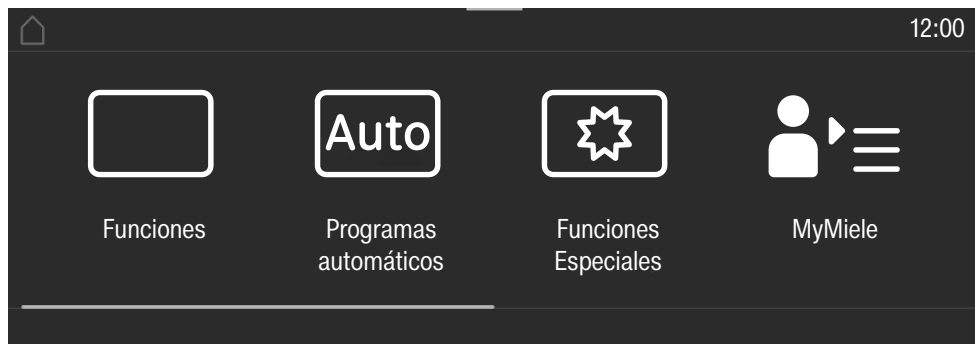 12:00
Auto
Funciones
Programas
automáticos
Funciones
Especiales
MyMiele